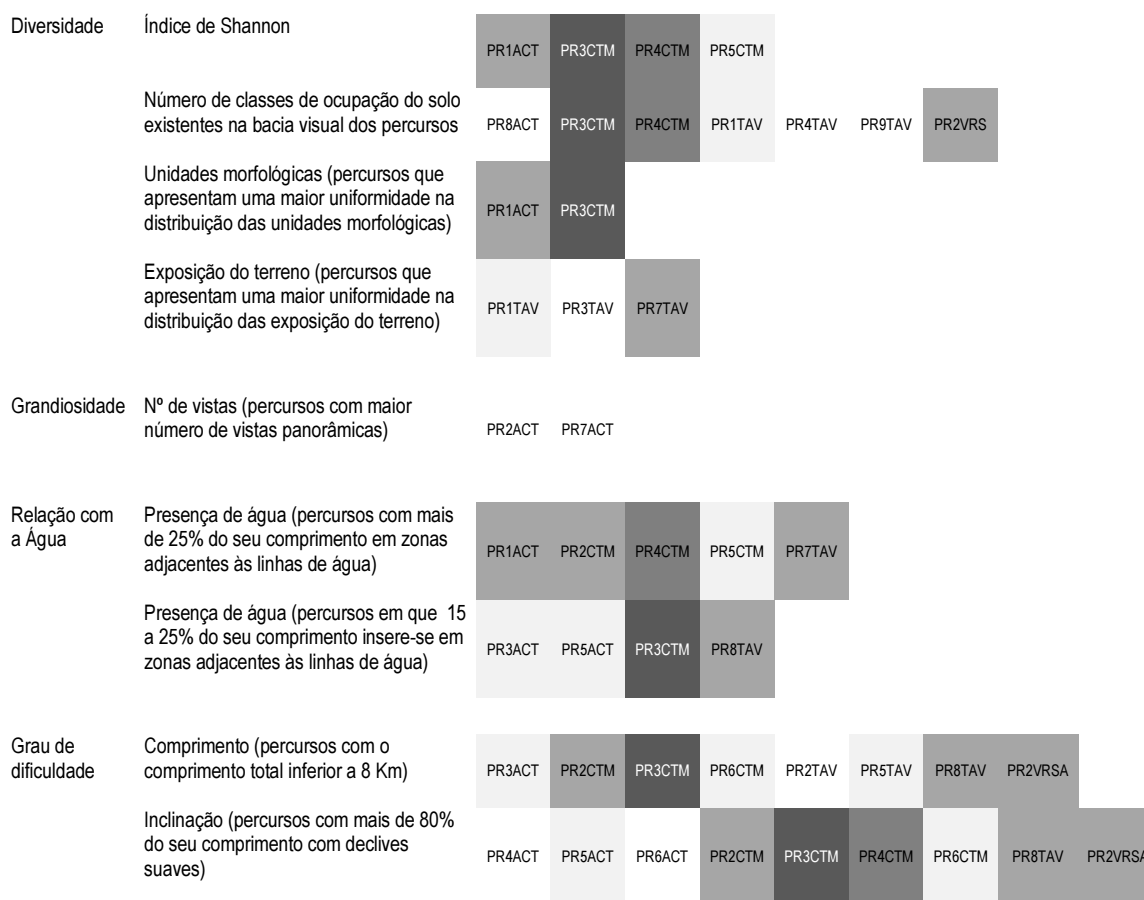 Diversidade Índice de Shannon
PR1ACT PR3CTM PR4CTM PR5CTM
Número de classes de ocupação do solo
existentes na bacia visual dos percursos
PR8ACT PR3CTM PR4CTM PR1TAV PR4TAV PR9TAV PR2VRS
Unidades morfológicas (percursos que
apresentam uma maior uniformidade na
distribuição das unidades morfológicas)
PR1ACT PR3CTM
Exposição do terreno (percursos que
apresentam uma maior uniformidade na
distribuição das exposição do terreno)
PR1TAV PR3TAV PR7TAV
Grandiosidade Nº de vistas (percursos com maior
número de vistas panorâmicas)
PR2ACT PR7ACT
Relação com
a Água
Presença de água (percursos com mais
de 25% do seu comprimento em zonas
adjacentes às linhas de água)
PR1ACT PR2CTM PR4CTM PR5CTM PR7TAV
Presença de água (percursos em que 15
a 25% do seu comprimento insere-se em
zonas adjacentes às linhas de água)
PR3ACT PR5ACT PR3CTM PR8TAV
Grau de
dificuldade
Comprimento (percursos com o
comprimento total inferior a 8 Km)
PR3ACT PR2CTM PR3CTM PR6CTM PR2TAV PR5TAV PR8TAV PR2VRSA
Inclinação (percursos com mais de 80%
do seu comprimento com declives
suaves)
PR4ACT PR5ACT PR6ACT PR2CTM PR3CTM PR4CTM PR6CTM PR8TAV PR2VRSA